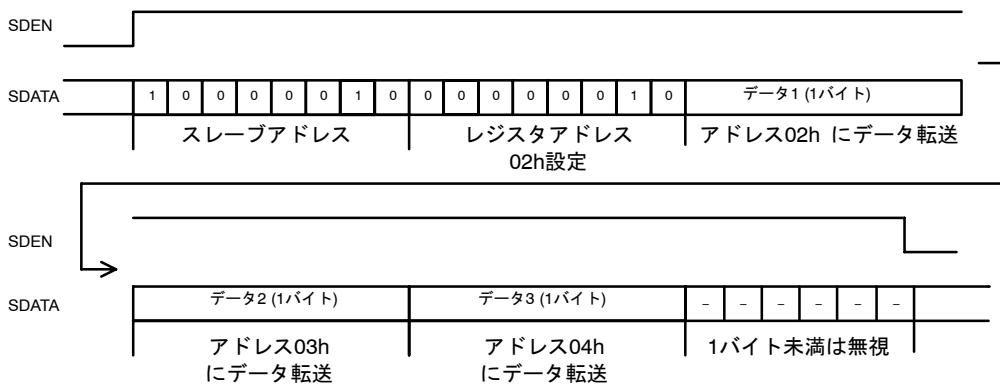 SDEN
SDATA
1 0 0 0 0 0 1 0 0 0 0 0 0 0 1 0 データ1 (1バイト)
スレーブアドレス
レジスタアドレス
02h設定
アドレス02h にデータ転送
SDEN
SDATA
データ2 (1バイト) データ3 (1バイト) – – – – – –
アドレス03h
にデータ転送
アドレス04h
にデータ転送
1バイト未満は無視